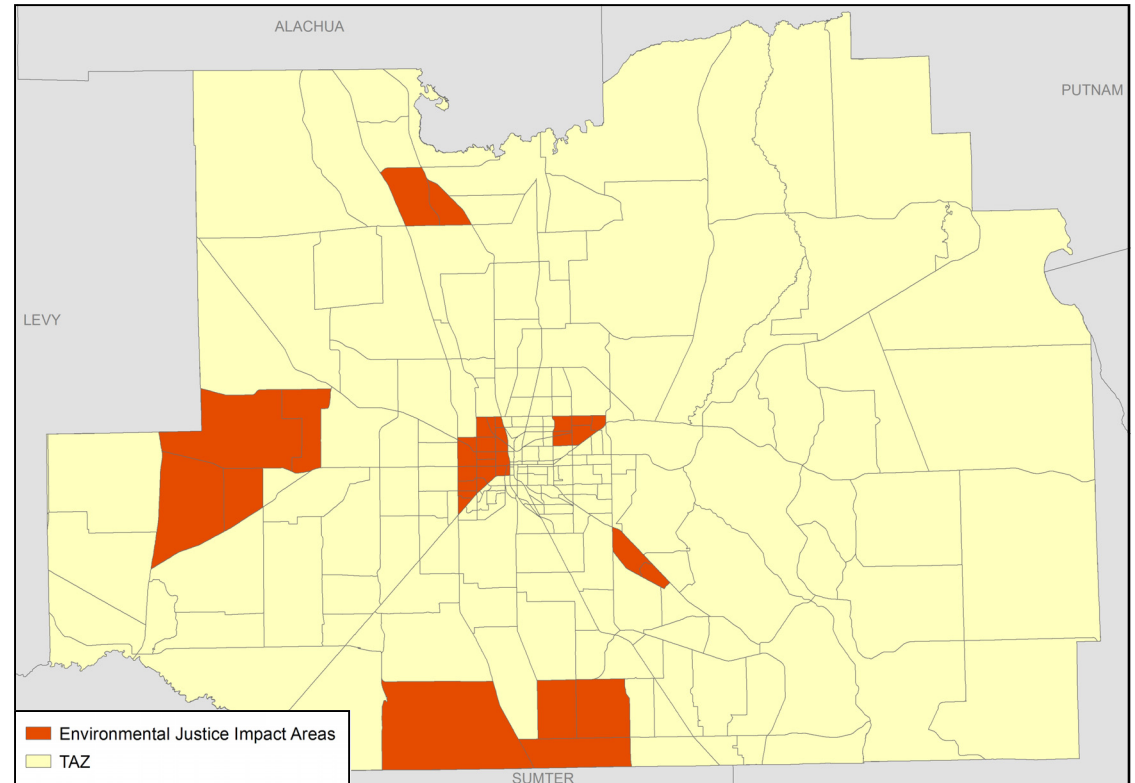 ALACHUA
PUTNAM
LEVY
Environmental Justice Impact Areas
TAZ
SUMTER